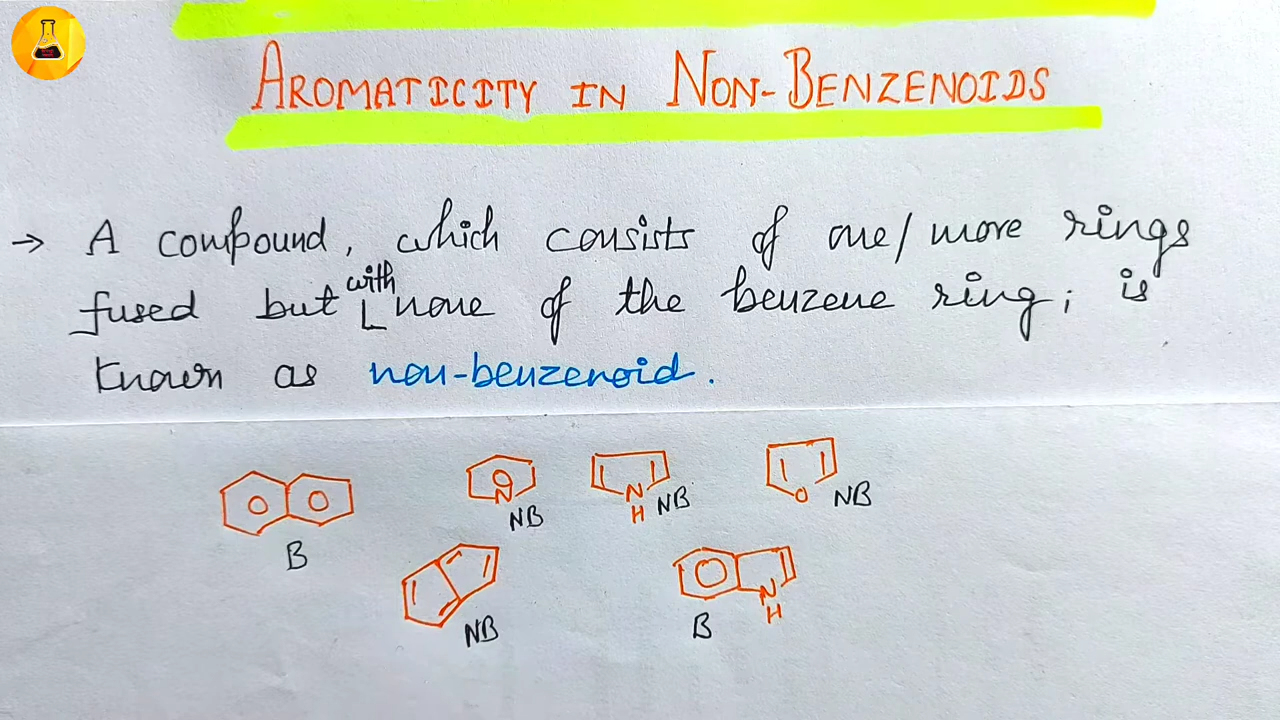 AROMATICITY IN NON-BENZENOIDS
→ A compound, which consists of one/more rings
fused but with none of the benzene ring; is
known as non-benzenoid.
N
NB
N
H
NB
O
NB
B
NB
B
N
H